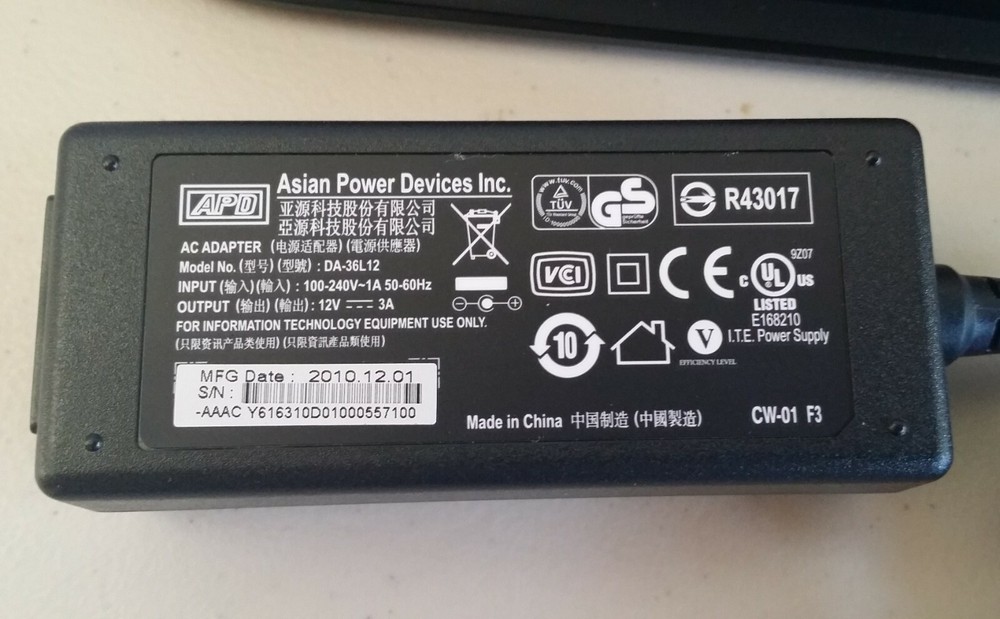 APD
Asian Power Devices Inc.
亚源科技股份有限公司
亞源科技股份有限公司
AC ADAPTER (电源适配器) (電源供應器)
Model No. (型号) (型號) : DA-36L12
INPUT (输入) (輸入) : 100-240V~1A 50-60Hz
OUTPUT (输出) (輸出) : 12V ⎓ 3A
FOR INFORMATION TECHNOLOGY EQUIPMENT USE ONLY.
(只限资讯产品类使用) (只限資訊產品類使用)
MFG Date : 2010.12.01
S/N :
-AAAC Y616310D01000557100
www.tuv.com
TÜV
GS
geprüfte
Sicherheit
R43017
VCI
CE
9Z07
c UL US
LISTED
E168210
I.T.E. Power Supply
10
V
EFFICIENCY LEVEL
Made in China 中国制造 (中國製造)
CW-01 F3